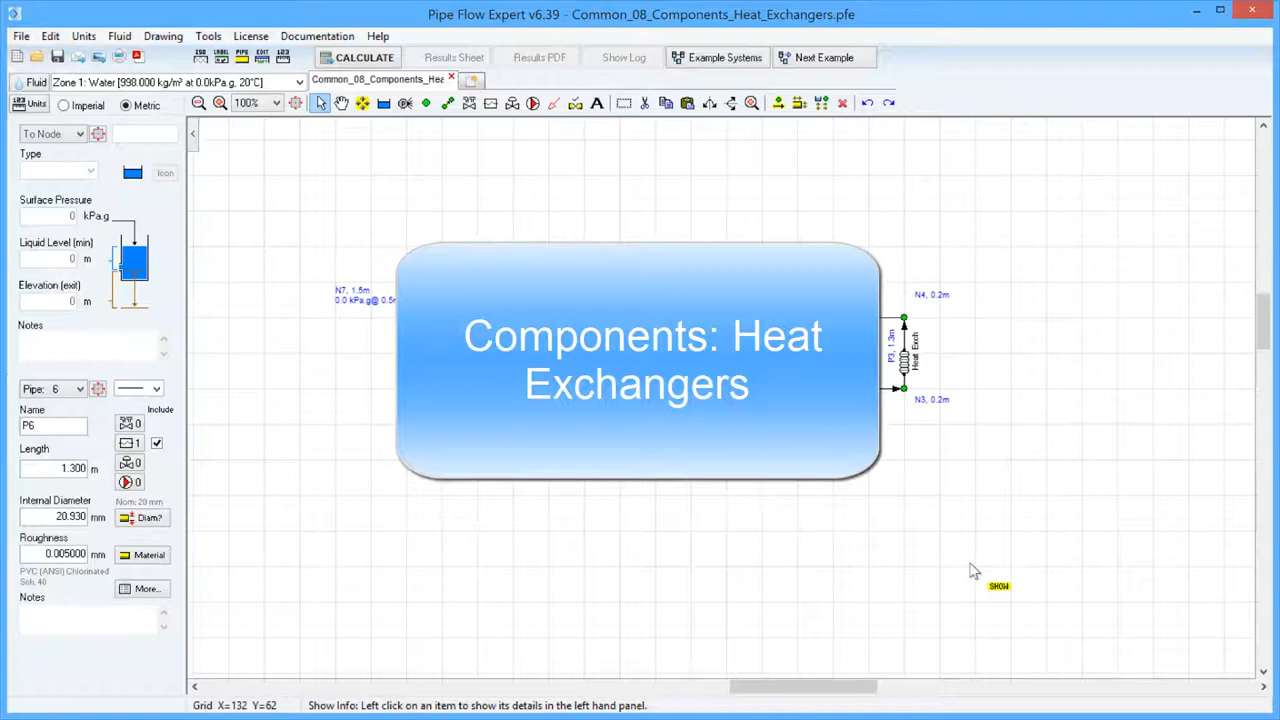 Pipe Flow Expert v6.39 - Common_08_Components_Heat_Exchangers.pfe
File Edit Units Fluid Drawing Tools License Documentation Help
CALCULATE Results Sheet Results PDF Show Log Example Systems Next Example
Fluid Zone 1: Water [998.000 kg/m³ at 0.0kPa.g, 20°C] Common_08_Components_Hea
Units Imperial Metric 100%
To Node
Type
Icon
Surface Pressure
0 kPa.g
Liquid Level (min)
0 m
Elevation (exit)
0 m
Notes
Pipe: 6
Name Include
P6 0
Length 1
1.300 m 0
0
Internal Diameter Nom: 20 mm
20.930 mm Diam?
Roughness
0.005000 mm Material
PVC (ANSI) Chlorinated
Sch. 40
More...
Notes
N7, 1.5m
0.0 kPa.g@ 0.5
Components: Heat
Exchangers
N4, 0.2m
P3, 1.3m
Heat Exch
N3, 0.2m
SHOW
Grid X=132 Y=62 Show Info: Left click on an item to show its details in the left hand panel.